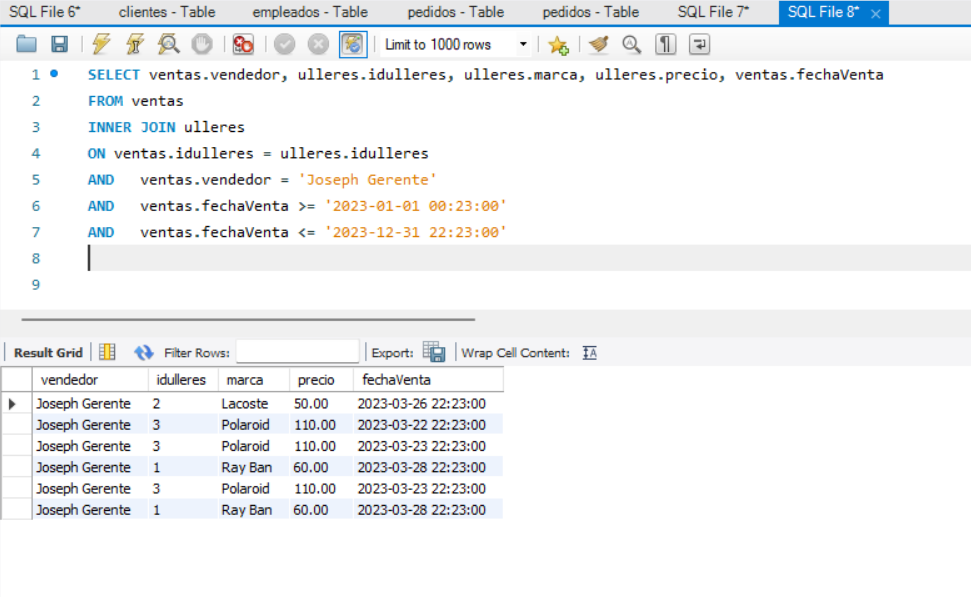 SQL File 6* clientes - Table empleados - Table pedidos - Table pedidos - Table SQL File 7* SQL File 8*
Limit to 1000 rows
1 SELECT ventas.vendedor, ulleres.idulleres, ulleres.marca, ulleres.precio, ventas.fechaVenta
2 FROM ventas
3 INNER JOIN ulleres
4 ON ventas.idulleres = ulleres.idulleres
5 AND ventas.vendedor = 'Joseph Gerente'
6 AND ventas.fechaVenta >= '2023-01-01 00:23:00'
7 AND ventas.fechaVenta <= '2023-12-31 22:23:00'
8
9
Result Grid Filter Rows: Export: Wrap Cell Content:
vendedor idulleres marca precio fechaVenta
Joseph Gerente 2 Lacoste 50.00 2023-03-26 22:23:00
Joseph Gerente 3 Polaroid 110.00 2023-03-22 22:23:00
Joseph Gerente 3 Polaroid 110.00 2023-03-23 22:23:00
Joseph Gerente 1 Ray Ban 60.00 2023-03-28 22:23:00
Joseph Gerente 3 Polaroid 110.00 2023-03-23 22:23:00
Joseph Gerente 1 Ray Ban 60.00 2023-03-28 22:23:00